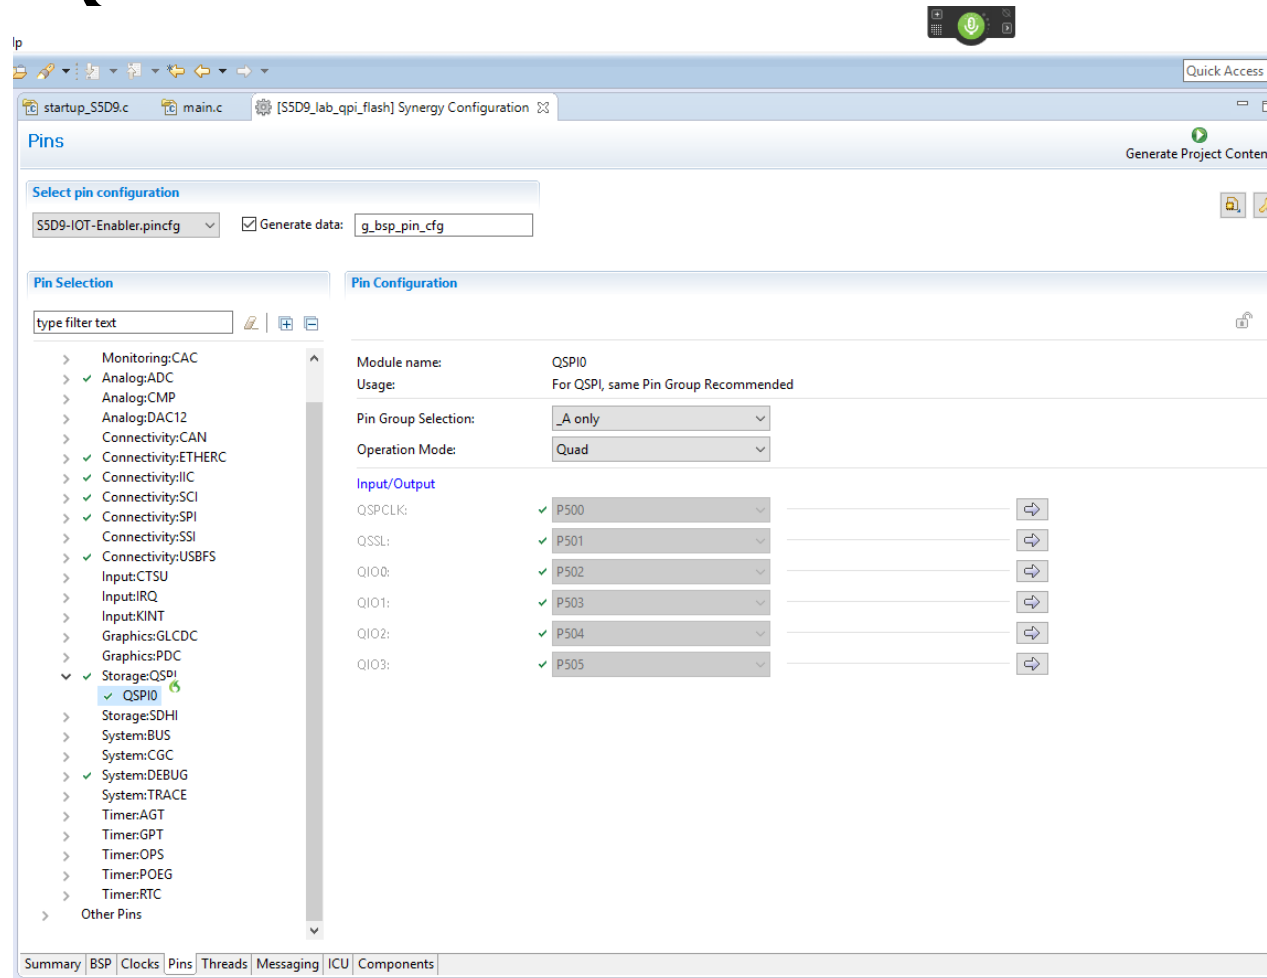 lp
Quick Access
startup_S5D9.c main.c [S5D9_lab_qpi_flash] Synergy Configuration
Pins
Generate Project Conten
Select pin configuration
S5D9-IOT-Enabler.pincfg Generate data: g_bsp_pin_cfg
Pin Selection
type filter text
Monitoring:CAC
Analog:ADC
Analog:CMP
Analog:DAC12
Connectivity:CAN
Connectivity:ETHERC
Connectivity:IIC
Connectivity:SCI
Connectivity:SPI
Connectivity:SSI
Connectivity:USBFS
Input:CTSU
Input:IRQ
Input:KINT
Graphics:GLCDC
Graphics:PDC
Storage:QSPI
QSPI0
Storage:SDHI
System:BUS
System:CGC
System:DEBUG
System:TRACE
Timer:AGT
Timer:GPT
Timer:OPS
Timer:POEG
Timer:RTC
Other Pins
Pin Configuration
Module name: QSPI0
Usage: For QSPI, same Pin Group Recommended
Pin Group Selection: _A only
Operation Mode: Quad
Input/Output
QSPCLK: P500
QSSL: P501
QIO0: P502
QIO1: P503
QIO2: P504
QIO3: P505
Summary BSP Clocks Pins Threads Messaging ICU Components